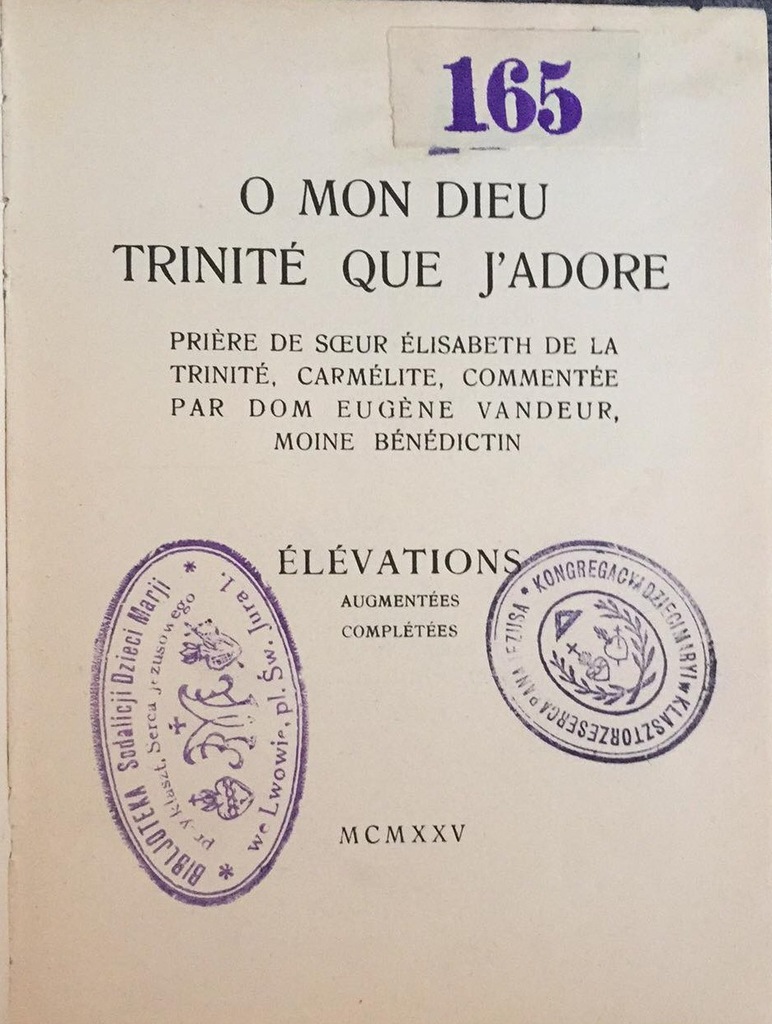 165
O MON DIEU
TRINITÉ QUE J'ADORE
PRIÈRE DE SŒUR ÉLISABETH DE LA
TRINITÉ, CARMÉLITE, COMMENTÉE
PAR DOM EUGÈNE VANDEUR,
MOINE BÉNÉDICTIN
ÉLÉVATIONS
AUGMENTÉES
COMPLÉTÉES
* BIBLJOTEKA Sodalicji Dzieci Marji *
przy klaszt. Serca Jezusowego
we Lwowie, pl. Św. Jura 1.
* KONGREGACYA DZIECI MARYI w KLASZTORZE SERCA PANA JEZUSA
MCMXXV